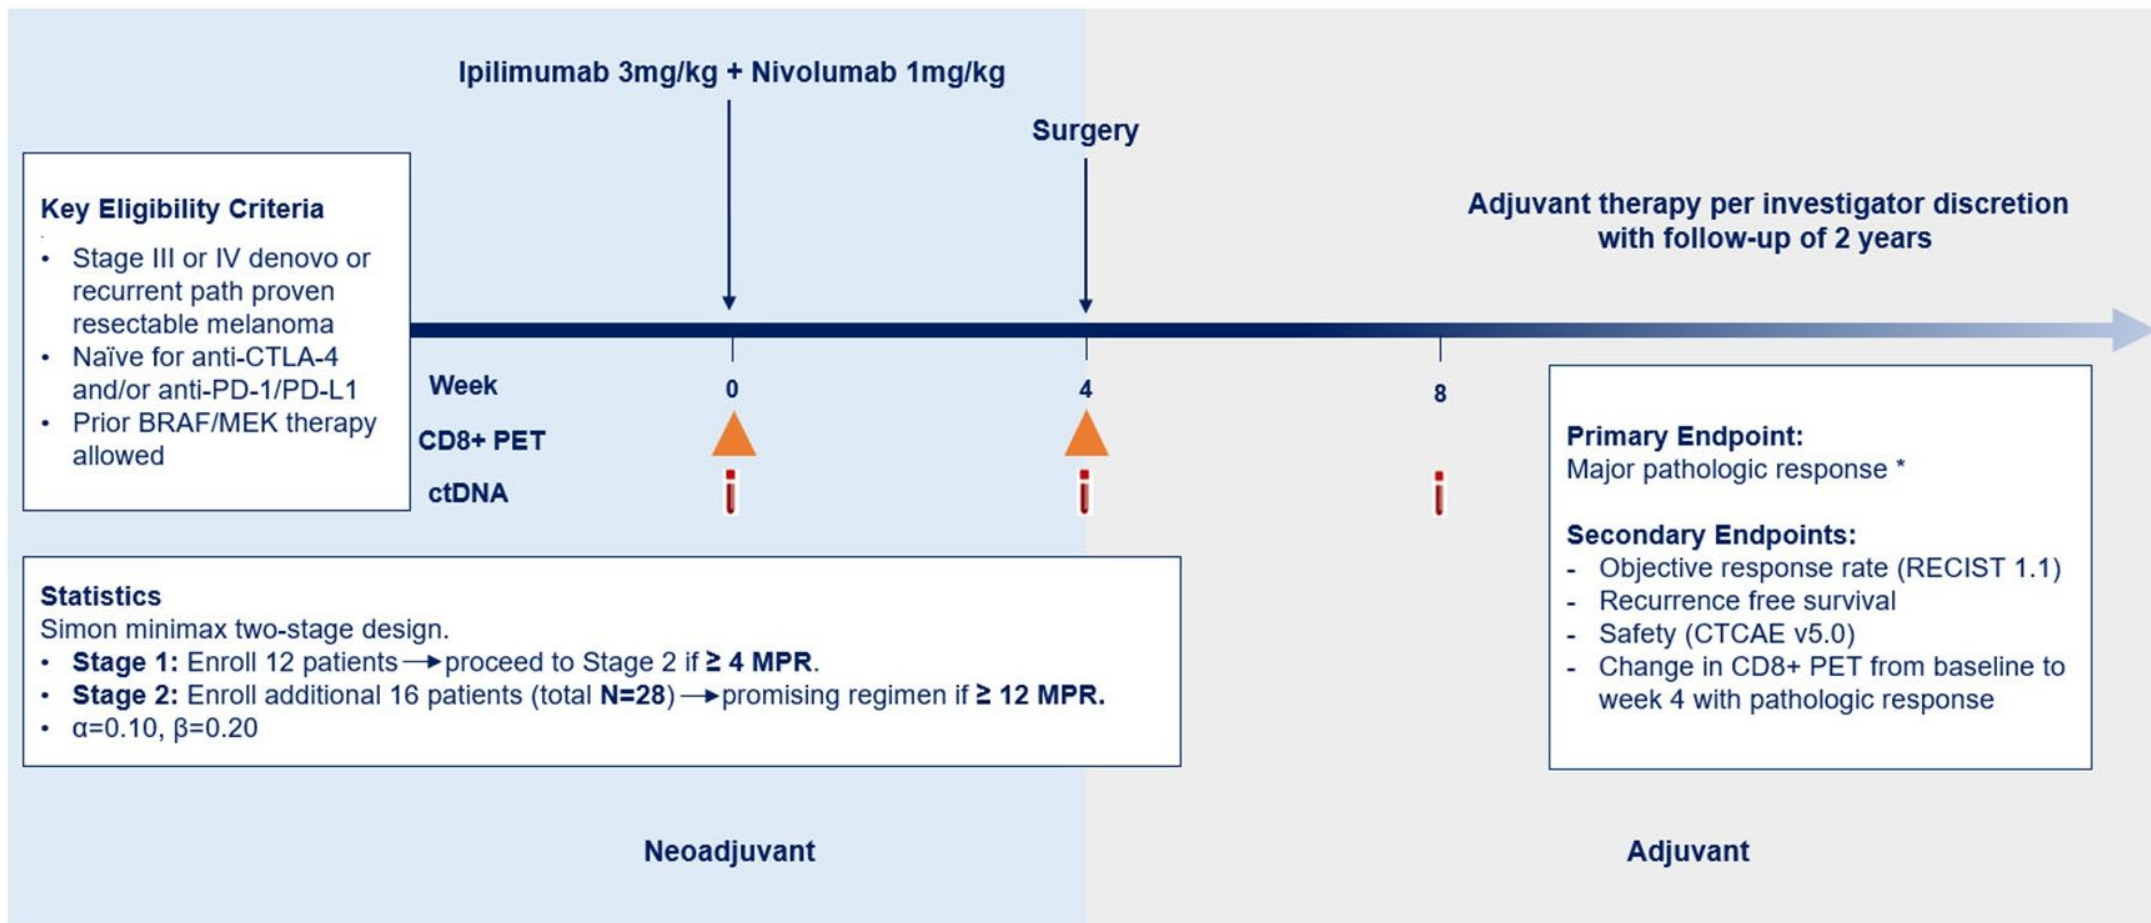 Ipilimumab 3mg/kg + Nivolumab 1mg/kg
Surgery
Key Eligibility Criteria
• Stage III or IV denovo or
recurrent path proven
resectable melanoma
• Naïve for anti-CTLA-4
and/or anti-PD-1/PD-L1
• Prior BRAF/MEK therapy
allowed
Adjuvant therapy per investigator discretion
with follow-up of 2 years
Week 0 4 8
CD8+ PET
ctDNA
Primary Endpoint:
Major pathologic response *
Secondary Endpoints:
- Objective response rate (RECIST 1.1)
- Recurrence free survival
- Safety (CTCAE v5.0)
- Change in CD8+ PET from baseline to
week 4 with pathologic response
Statistics
Simon minimax two-stage design.
• Stage 1: Enroll 12 patients→proceed to Stage 2 if ≥ 4 MPR.
• Stage 2: Enroll additional 16 patients (total N=28)→promising regimen if ≥ 12 MPR.
• α=0.10, β=0.20
Neoadjuvant
Adjuvant